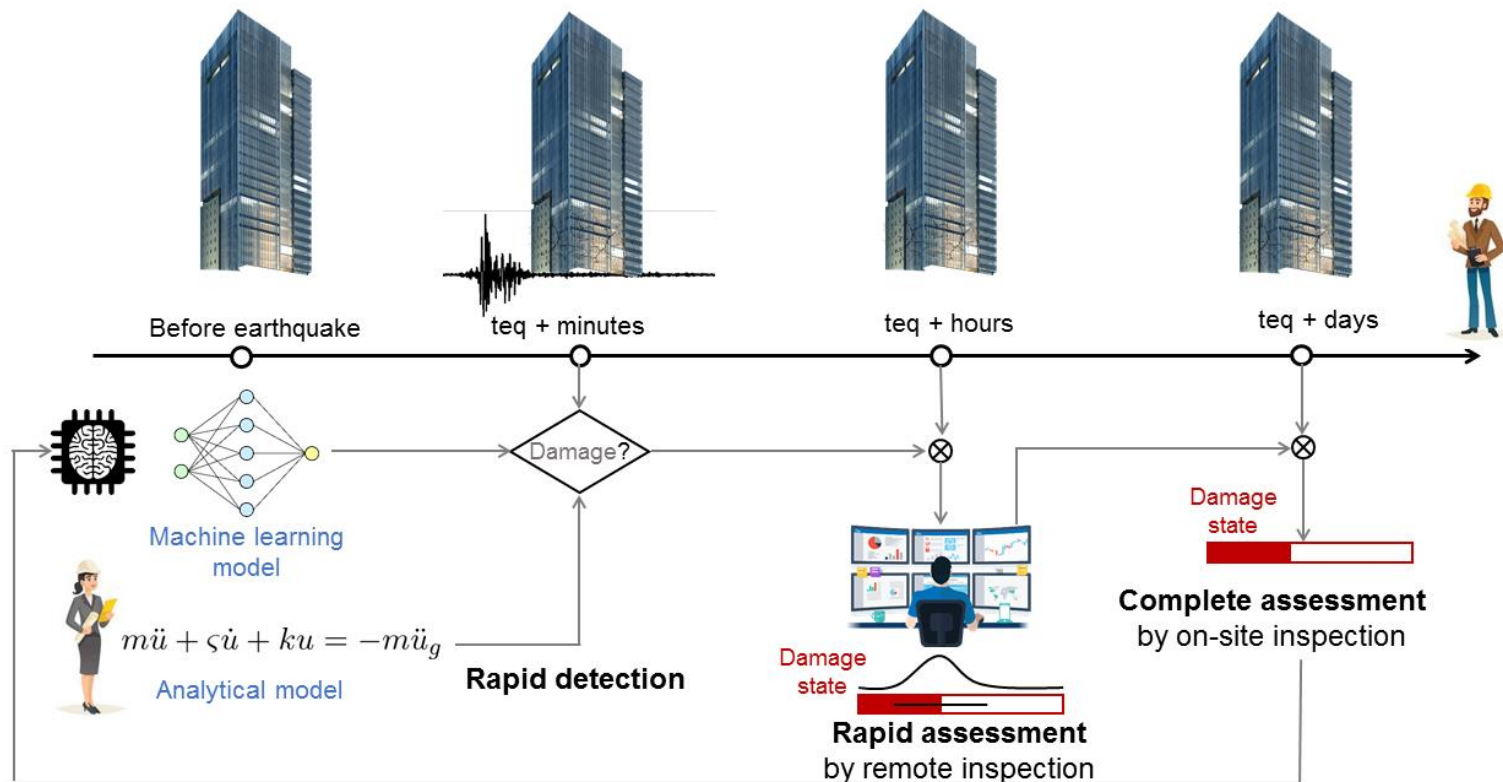 Before earthquake
teq + minutes
teq + hours
teq + days
Damage?
Machine learning
model
mü + ςu̇ + ku = −mü_g
Analytical model
Rapid detection
Damage
state
Rapid assessment
by remote inspection
Damage
state
Complete assessment
by on-site inspection